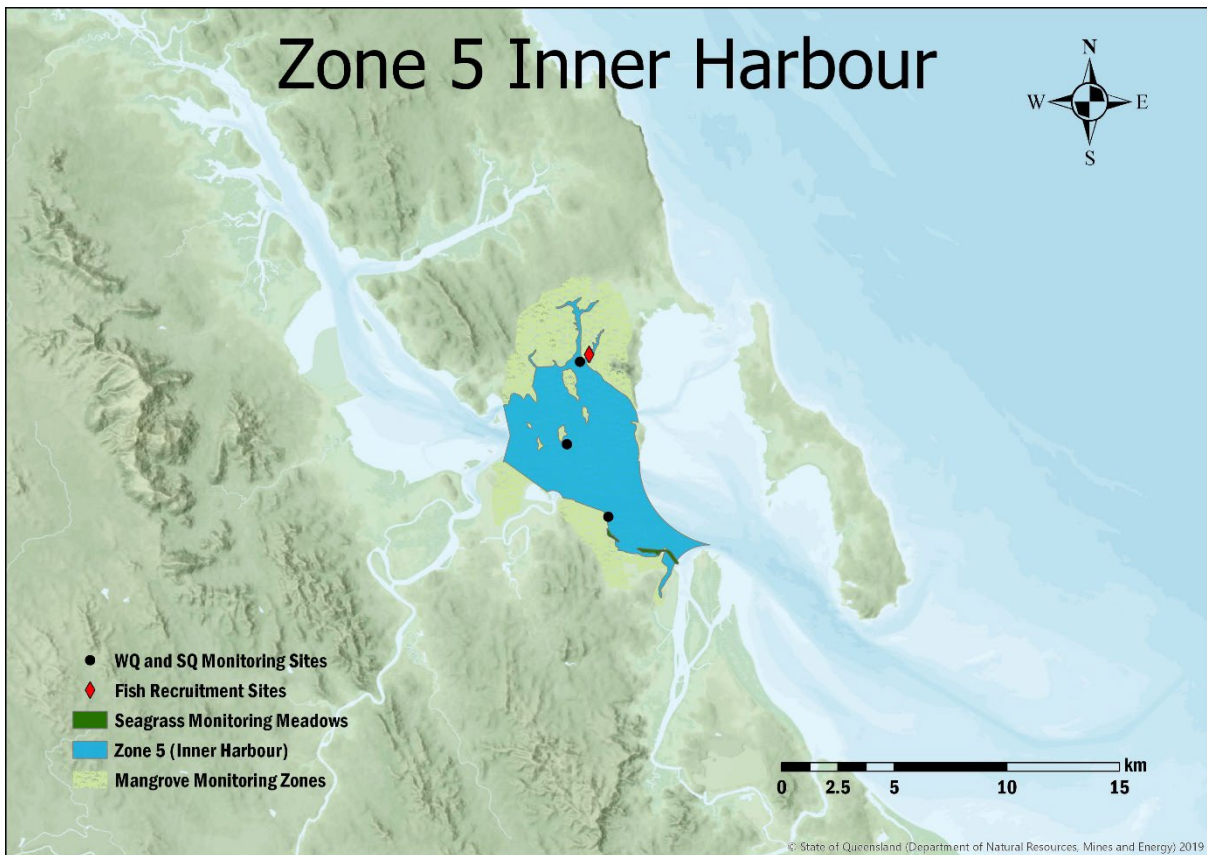 Zone 5 Inner Harbour
N
W E
S
WQ and SQ Monitoring Sites
Fish Recruitment Sites
Seagrass Monitoring Meadows
Zone 5 (Inner Harbour)
Mangrove Monitoring Zones
km
0 2.5 5 10 15
© State of Queensland (Department of Natural Resources, Mines and Energy) 2019